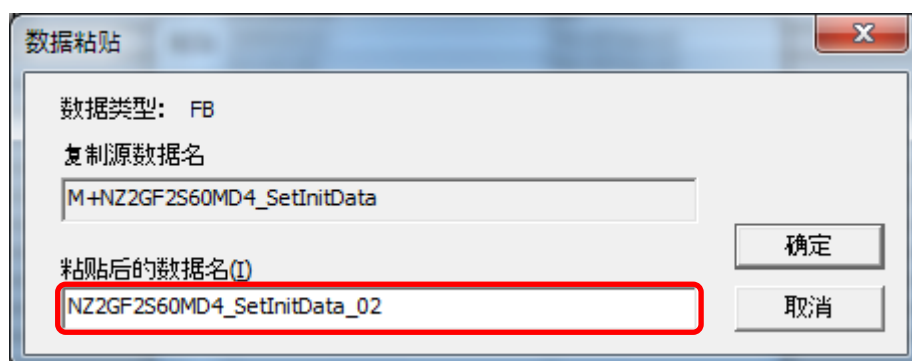 数据粘贴
数据类型: FB
复制源数据名
M+NZ2GF2S60MD4_SetInitData
确定
粘贴后的数据名(I)
NZ2GF2S60MD4_SetInitData_02
取消